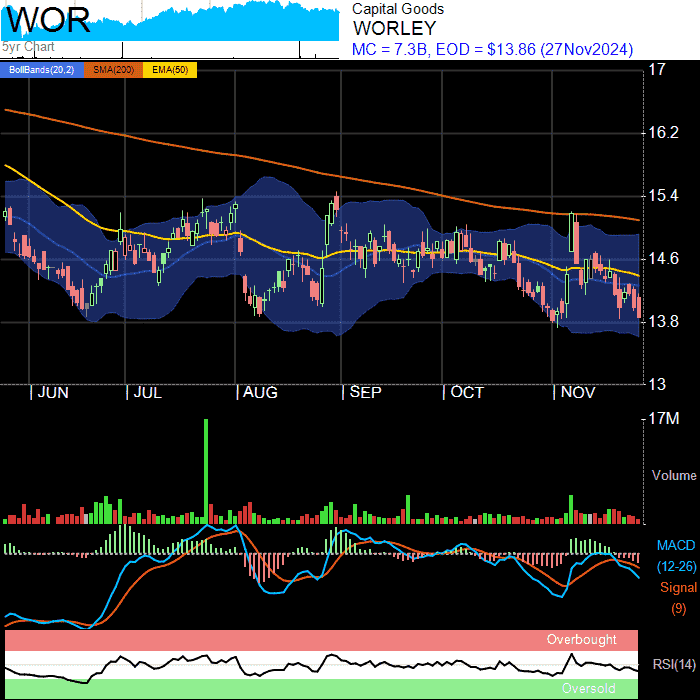 WOR
5yr Chart
Capital Goods
WORLEY
MC = 7.3B, EOD = $13.86 (27Nov2024)
BollBands(20,2) SMA(200) EMA(50)
17
16.2
15.4
14.6
13.8
13
JUN JUL AUG SEP OCT NOV
17M
Volume
MACD
(12-26)
Signal
(9)
Overbought
RSI(14)
Oversold